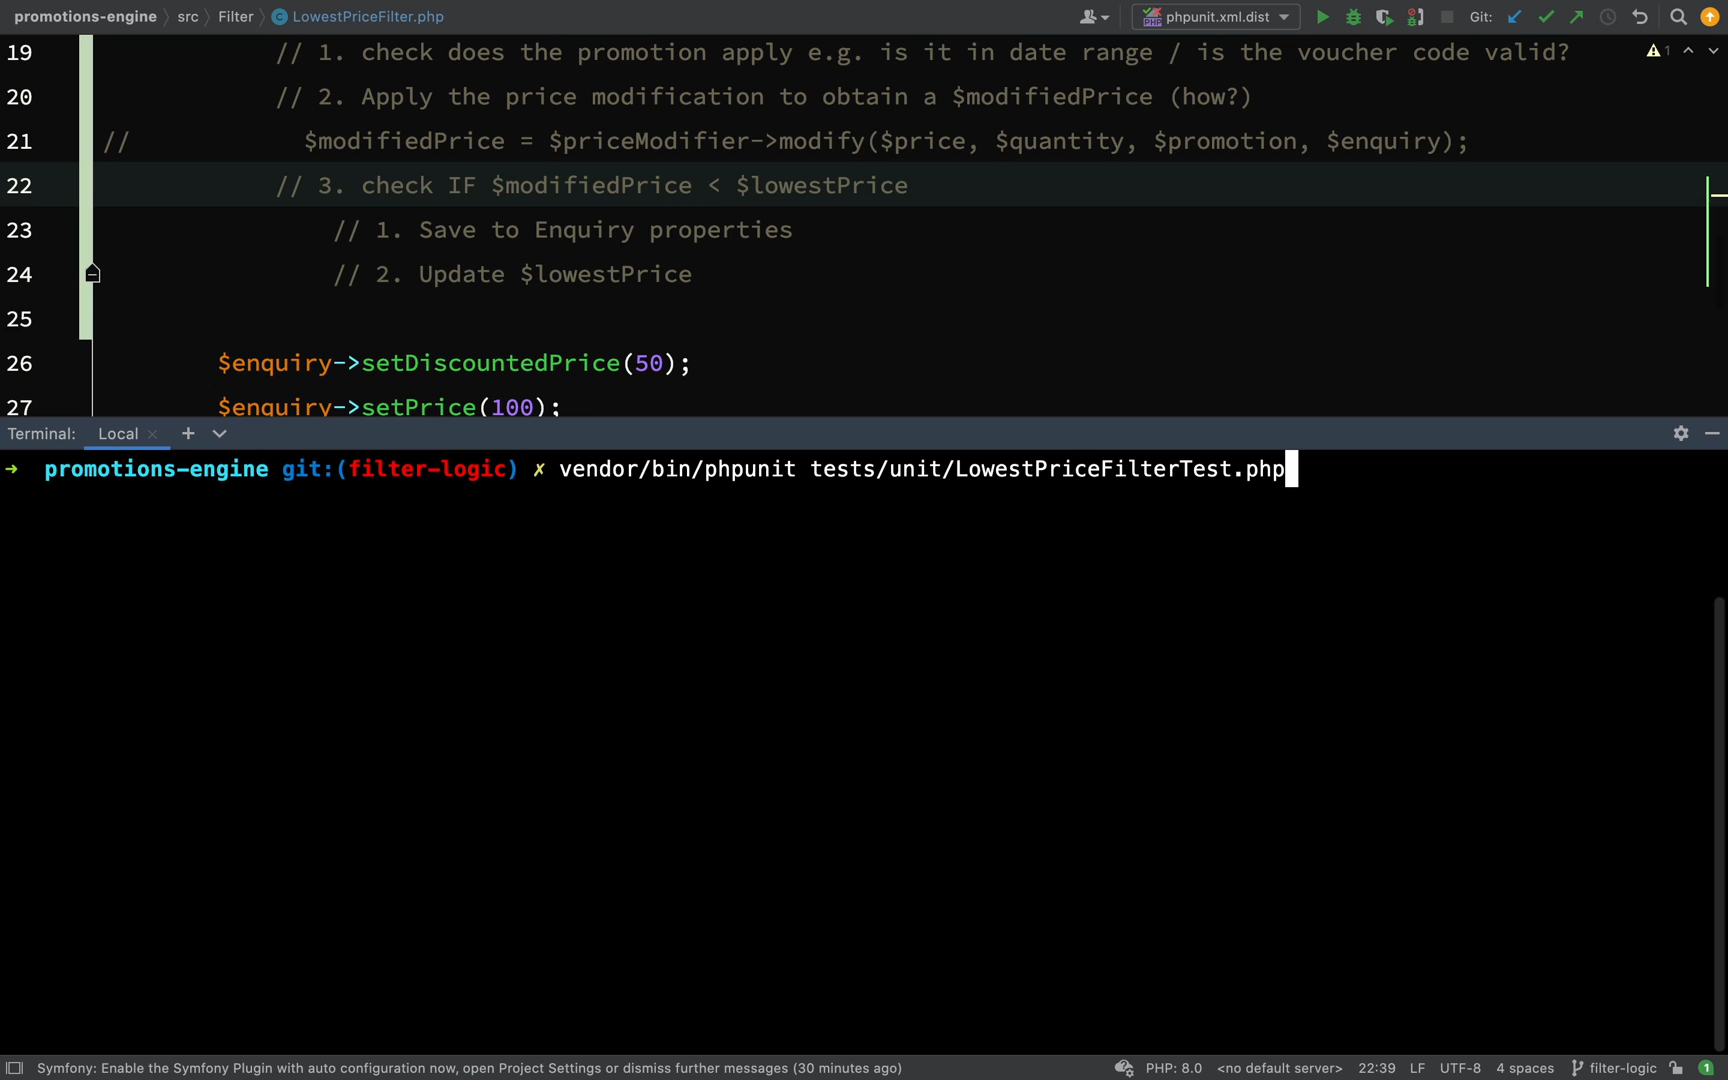 promotions-engine src Filter LowestPriceFilter.php phpunit.xml.dist Git:
19 // 1. check does the promotion apply e.g. is it in date range / is the voucher code valid? 1
20 // 2. Apply the price modification to obtain a $modifiedPrice (how?)
21 // $modifiedPrice = $priceModifier->modify($price, $quantity, $promotion, $enquiry);
22 // 3. check IF $modifiedPrice < $lowestPrice
23 // 1. Save to Enquiry properties
24 // 2. Update $lowestPrice
25
26 $enquiry->setDiscountedPrice(50);
27 $enquiry->setPrice(100);
Terminal: Local
→ promotions-engine git:(filter-logic) ✗ vendor/bin/phpunit tests/unit/LowestPriceFilterTest.php
Symfony: Enable the Symfony Plugin with auto configuration now, open Project Settings or dismiss further messages (30 minutes ago) PHP: 8.0 <no default server> 22:39 LF UTF-8 4 spaces filter-logic 1